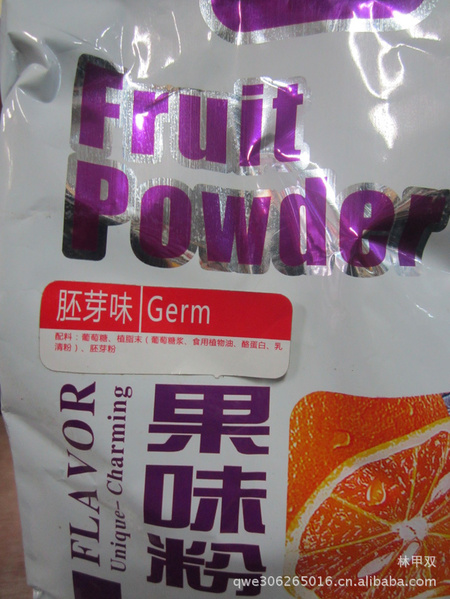 Fruit
Powder
胚芽味 Germ
配料：葡萄糖、植脂末（葡萄糖浆、食用植物油、酪蛋白、乳
清粉）、胚芽粉
FLAVOR
Unique-Charming
果味粉
林甲双
qwe306265016.cn.alibaba.com